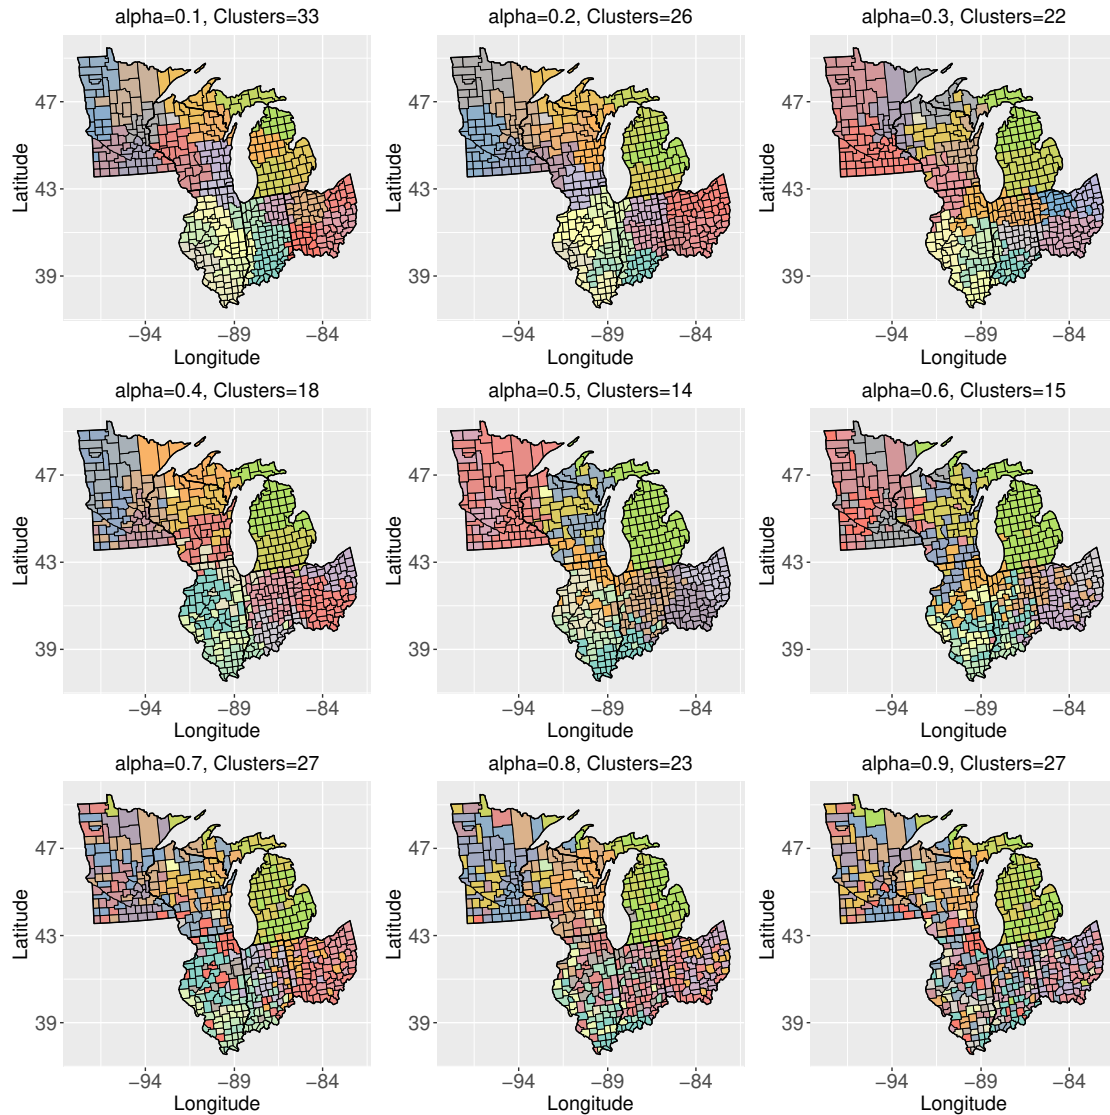 alpha=0.1, Clusters=33
alpha=0.2, Clusters=26
alpha=0.3, Clusters=22
Latitude
47
43
39
Latitude
47
43
39
Latitude
47
43
39
−94 −89 −84
−94 −89 −84
−94 −89 −84
Longitude
Longitude
Longitude
alpha=0.4, Clusters=18
alpha=0.5, Clusters=14
alpha=0.6, Clusters=15
Latitude
47
43
39
Latitude
47
43
39
Latitude
47
43
39
−94 −89 −84
−94 −89 −84
−94 −89 −84
Longitude
Longitude
Longitude
alpha=0.7, Clusters=27
alpha=0.8, Clusters=23
alpha=0.9, Clusters=27
Latitude
47
43
39
Latitude
47
43
39
Latitude
47
43
39
−94 −89 −84
−94 −89 −84
−94 −89 −84
Longitude
Longitude
Longitude